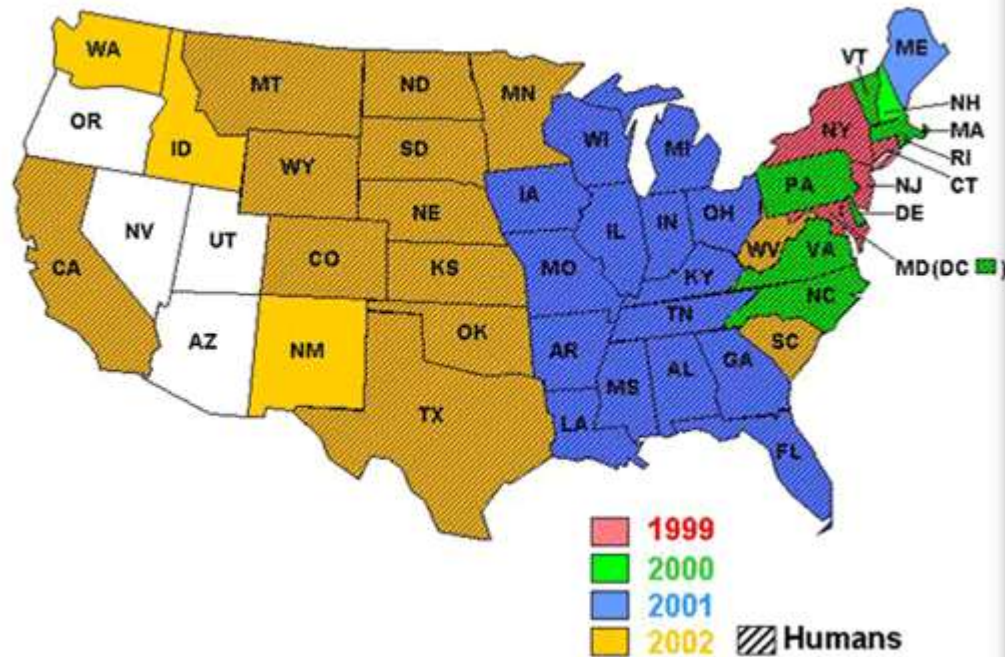 WA
MT
ND
MN
VT
ME
OR
ID
WY
SD
WI
MI
NY
NH
MA
RI
CT
NJ
DE
MD (DC )
PA
IA
NE
NV
UT
CO
CA
KS
MO
IL
IN
OH
WV
VA
KY
NC
TN
AZ
NM
OK
AR
SC
TX
LA
MS
AL
GA
FL
1999
2000
2001
2002
Humans